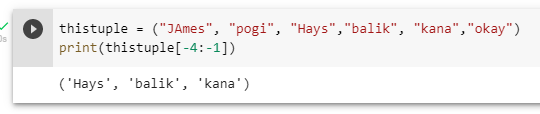 thistuple = ("JAmes", "pogi", "Hays","balik", "kana","okay")
print(thistuple[-4:-1])
('Hays', 'balik', 'kana')